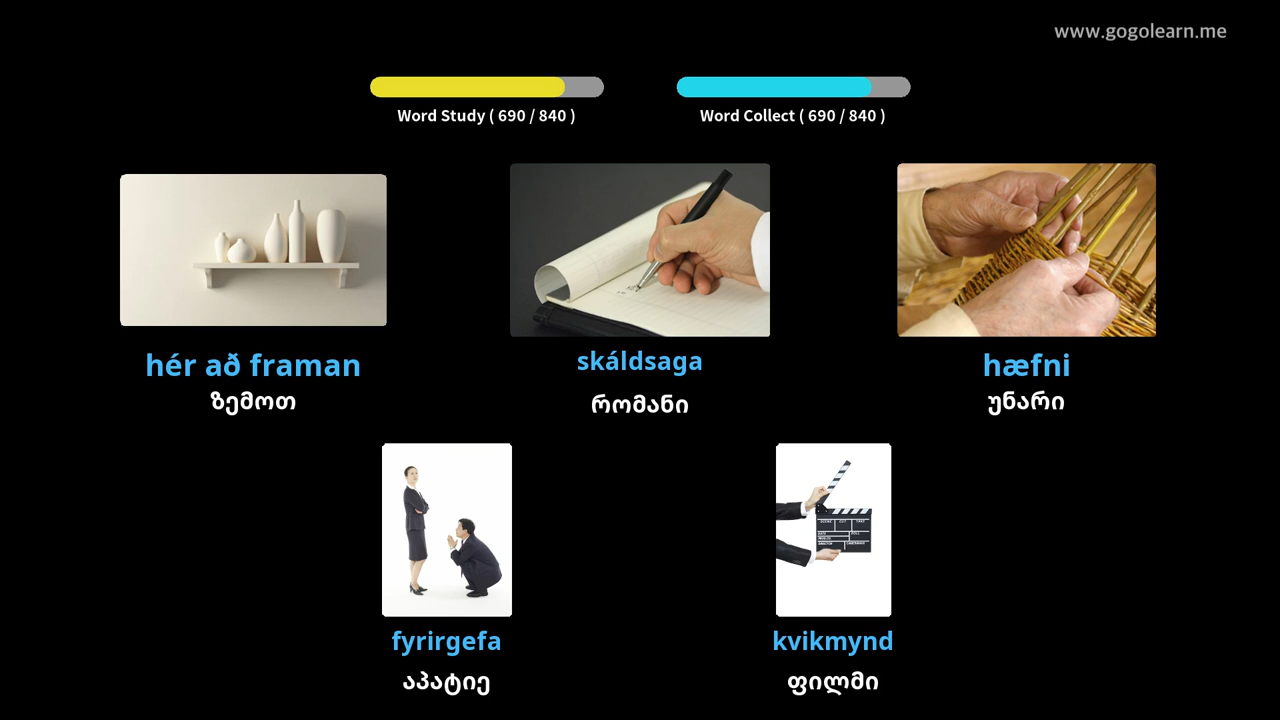 www.gogolearn.me
Word Study ( 690 / 840 )
Word Collect ( 690 / 840 )
hér að framan
ზემოთ
skáldsaga
რომანი
hæfni
უნარი
fyrirgefa
აპატიე
kvikmynd
ფილმი